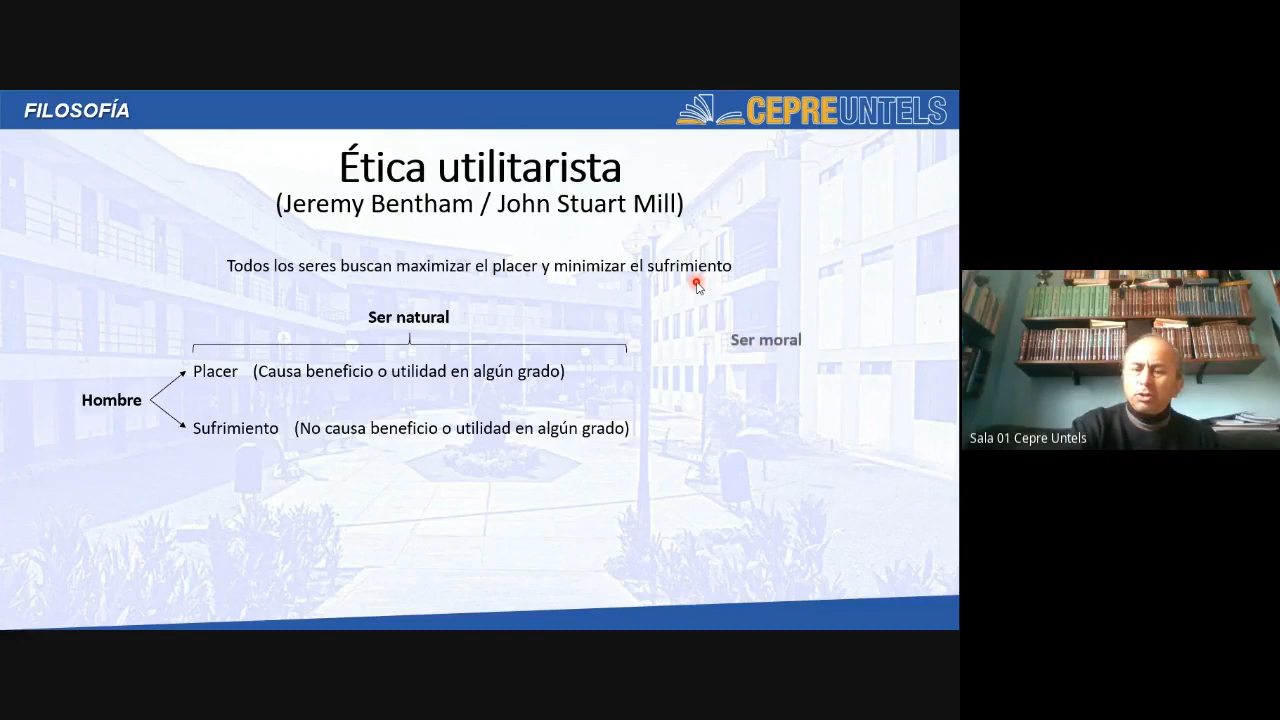 FILOSOFÍA
CEPREUNTELS
Ética utilitarista
(Jeremy Bentham / John Stuart Mill)
Todos los seres buscan maximizar el placer y minimizar el sufrimiento
Ser natural
Ser moral
Placer (Causa beneficio o utilidad en algún grado)
Hombre
Sufrimiento (No causa beneficio o utilidad en algún grado)
Sala 01 Cepre Untels